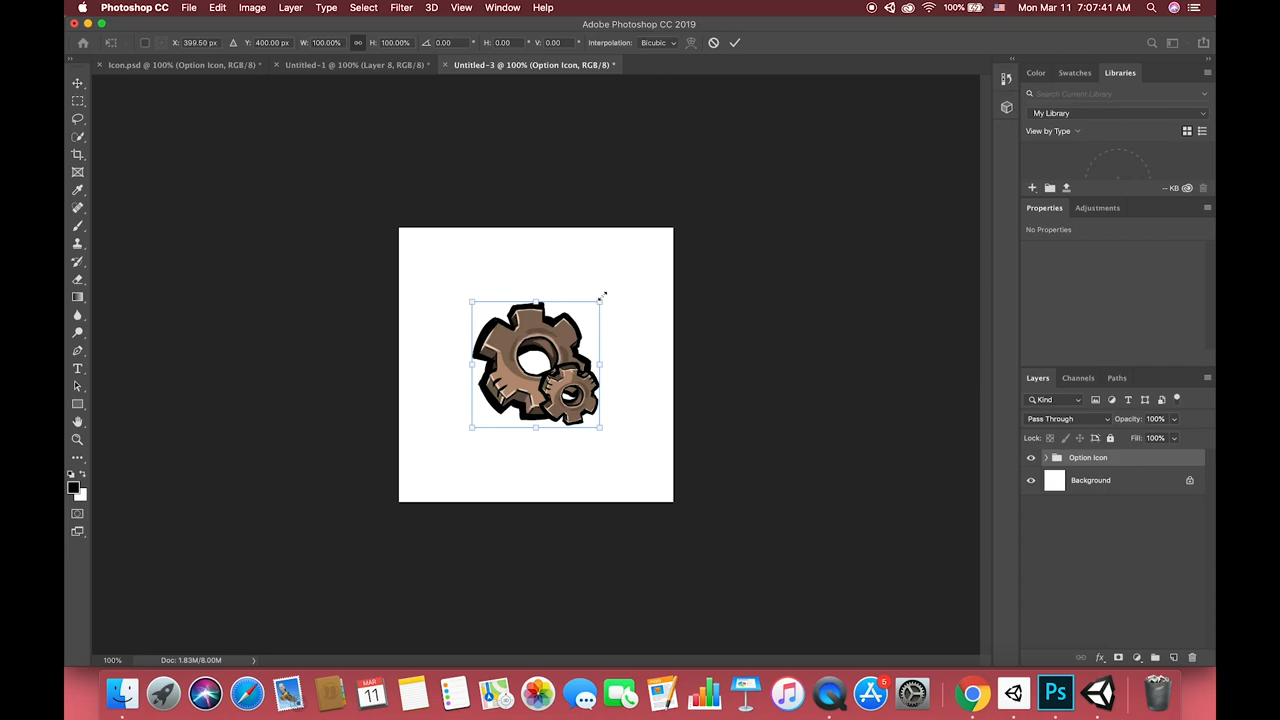 Photoshop CC File Edit Image Layer Type Select Filter 3D View Window Help 100% Mon Mar 11 7:07:41 AM
Adobe Photoshop CC 2019
X: 399.50 px Y: 400.00 px W: 100.00% H: 100.00% 0.00 ° H: 0.00 ° V: 0.00 ° Interpolation: Bicubic
Icon.psd @ 100% (Option Icon, RGB/8) * Untitled-1 @ 100% (Layer 8, RGB/8) * Untitled-3 @ 100% (Option Icon, RGB/8) *
Color Swatches Libraries
Search Current Library
My Library
View by Type
-- KB
Properties Adjustments
No Properties
Layers Channels Paths
Kind
Pass Through Opacity: 100%
Lock: Fill: 100%
Option Icon
Background
100% Doc: 1.83M/8.00M
MAR
11
5
Ps